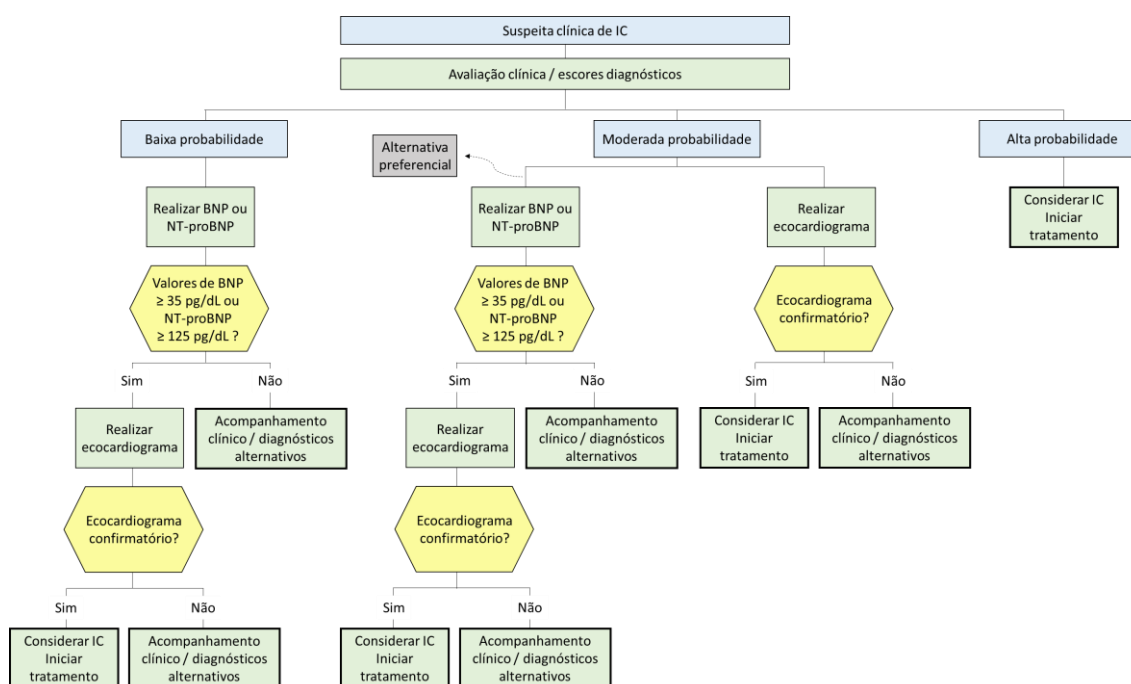 Suspeita clínica de IC
Avaliação clínica / escores diagnósticos
Baixa probabilidade
Alternativa
preferencial
Moderada probabilidade
Alta probabilidade
Realizar BNP ou
NT-proBNP
Realizar BNP ou
NT-proBNP
Realizar
ecocardiograma
Considerar IC
Iniciar
tratamento
Valores de BNP
≥ 35 pg/dL ou
NT-proBNP
≥ 125 pg/dL ?
Valores de BNP
≥ 35 pg/dL ou
NT-proBNP
≥ 125 pg/dL ?
Ecocardiograma
confirmatório?
Sim
Não
Sim
Não
Sim
Não
Realizar
ecocardiograma
Acompanhamento
clínico / diagnósticos
alternativos
Realizar
ecocardiograma
Acompanhamento
clínico / diagnósticos
alternativos
Considerar IC
Iniciar
tratamento
Acompanhamento
clínico / diagnósticos
alternativos
Ecocardiograma
confirmatório?
Ecocardiograma
confirmatório?
Sim
Não
Sim
Não
Considerar IC
Iniciar
tratamento
Acompanhamento
clínico / diagnósticos
alternativos
Considerar IC
Iniciar
tratamento
Acompanhamento
clínico / diagnósticos
alternativos